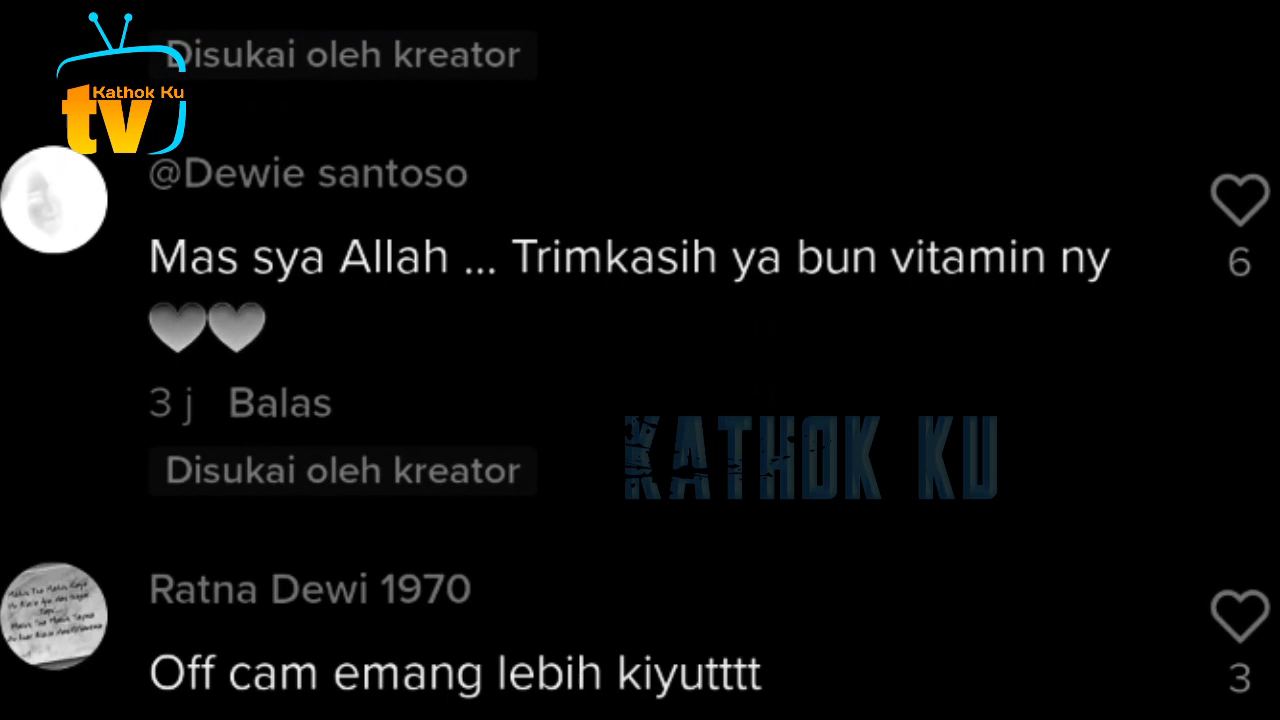 Disukai oleh kreator
Kathok Ku
tv
@Dewie santoso
Mas sya Allah ... Trimkasih ya bun vitamin ny
6
3 j Balas
Disukai oleh kreator
KATHOK KU
Ratna Dewi 1970
Off cam emang lebih kiyutttt
3